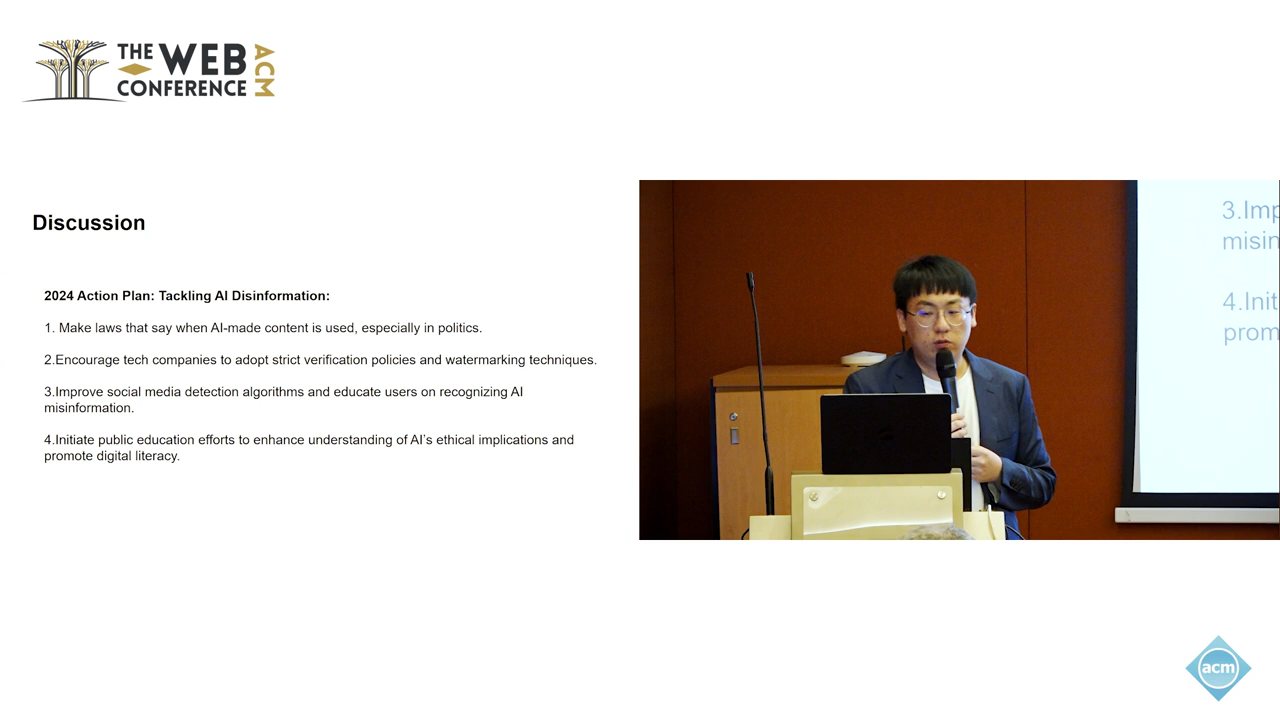 THE WEB
CONFERENCE
ACM
Discussion
2024 Action Plan: Tackling AI Disinformation:
1. Make laws that say when AI-made content is used, especially in politics.
2.Encourage tech companies to adopt strict verification policies and watermarking techniques.
3.Improve social media detection algorithms and educate users on recognizing AI
misinformation.
4.Initiate public education efforts to enhance understanding of AI's ethical implications and
promote digital literacy.
3.Imp
misin
4.Init
prom
acm